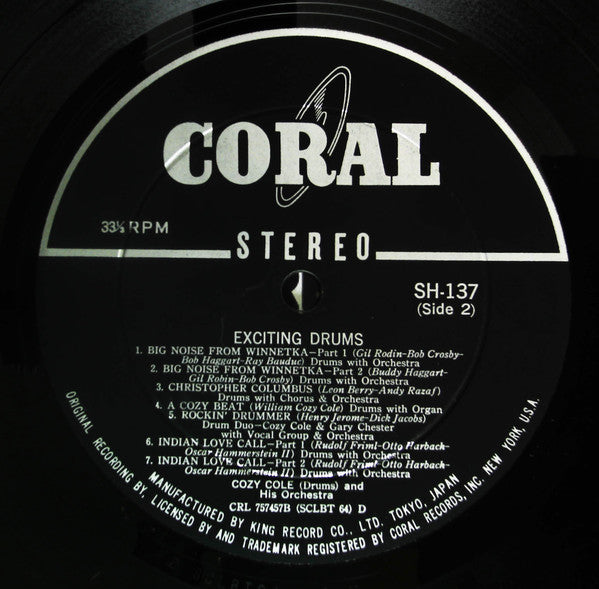 CORAL
33⅓ RPM
STEREO
SH-137
(Side 2)
EXCITING DRUMS
1. BIG NOISE FROM WINNETKA—Part 1 (Gil Rodin-Bob Crosby-
Bob Haggart-Ray Bauduc) Drums with Orchestra
2. BIG NOISE FROM WINNETKA—Part 2 (Buddy Haggart-
Gil Robin-Bob Crosby) Drums with Orchestra
3. CHRISTOPHER COLUMBUS (Leon Berry-Andy Razaf)
Drums with Chorus & Orchestra
4. A COZY BEAT (William Cozy Cole) Drums with Organ
5. ROCKIN' DRUMMER (Henry Jerome-Dick Jacobs)
Drum Duo-Cozy Cole & Gary Chester
with Vocal Group & Orchestra
6. INDIAN LOVE CALL—Part 1 (Rudolf Friml-Otto Harback-
Oscar Hammerstein II) Drums with Orchestra
7. INDIAN LOVE CALL—Part 2 (Rudolf Friml-Otto Harback-
Oscar Hammerstein II) Drums with Orchestra
COZY COLE (Drums) and
His Orchestra
CRL 757457B (SCLBT 64) D
MANUFACTURED BY KING RECORD CO., LTD. TOKYO, JAPAN
ORIGINAL RECORDING BY, LICENSED BY AND TRADEMARK REGISTERED BY CORAL RECORDS, INC. NEW YORK, U.S.A.